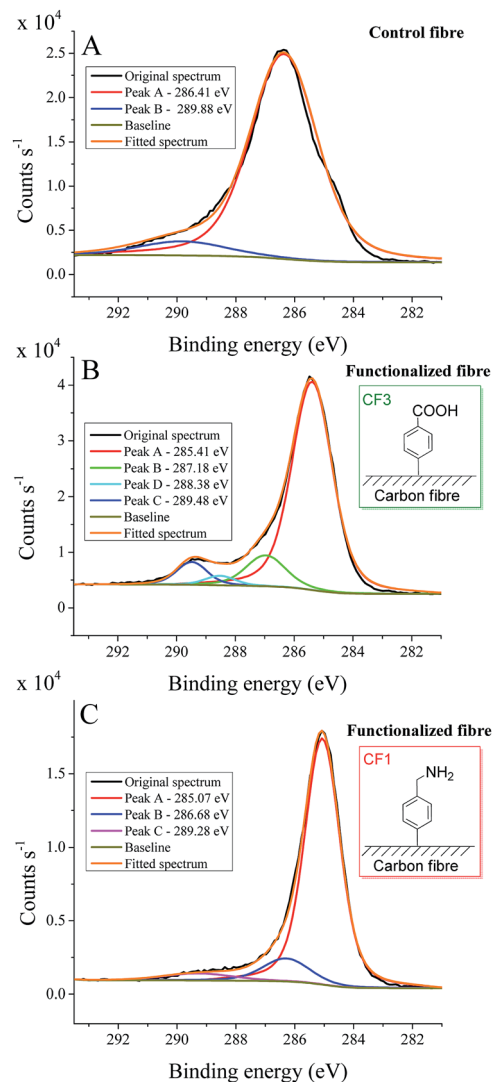 x 10⁴
A
Control fibre
Original spectrum
Peak A - 286.41 eV
Peak B -  289.88 eV
Baseline
Fitted spectrum
2.5
2.0
1.5
1.0
0.5
0.0
Counts s⁻¹
292 290 288 286 284 282
Binding energy (eV)
x 10⁴
B
Functionalized fibre
CF3
COOH
Carbon fibre
Original spectrum
Peak A - 285.41 eV
Peak B - 287.18 eV
Peak D - 288.38 eV
Peak C - 289.48 eV
Baseline
Fitted spectrum
4
3
2
1
0
Counts s⁻¹
292 290 288 286 284 282
Binding energy (eV)
x 10⁴
C
Functionalized fibre
CF1
NH₂
Carbon fibre
Original spectrum
Peak A - 285.07 eV
Peak B - 286.68 eV
Peak C - 289.28 eV
Baseline
Fitted spectrum
1.5
1.0
0.5
0.0
Counts s⁻¹
292 290 288 286 284 282
Binding energy (eV)